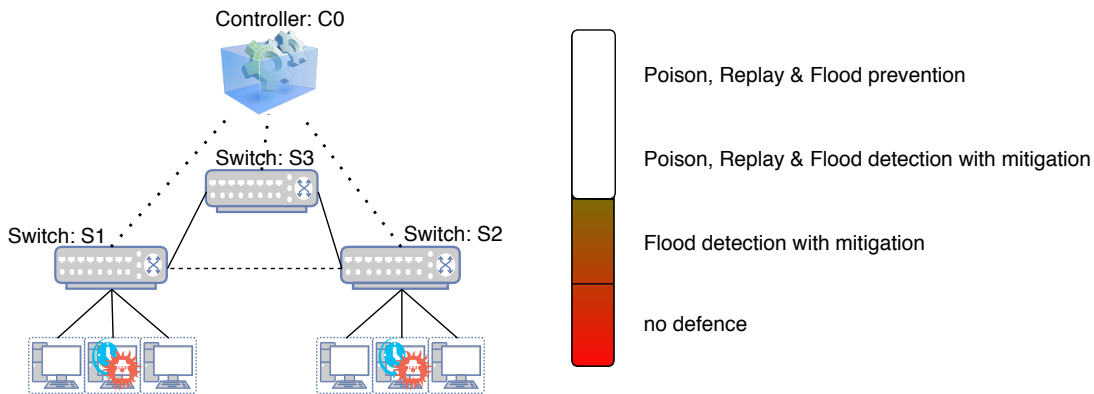 Controller: C0
Poison, Replay & Flood prevention
Switch: S3
Poison, Replay & Flood detection with mitigation
Switch: S1
Switch: S2
Flood detection with mitigation
no defence